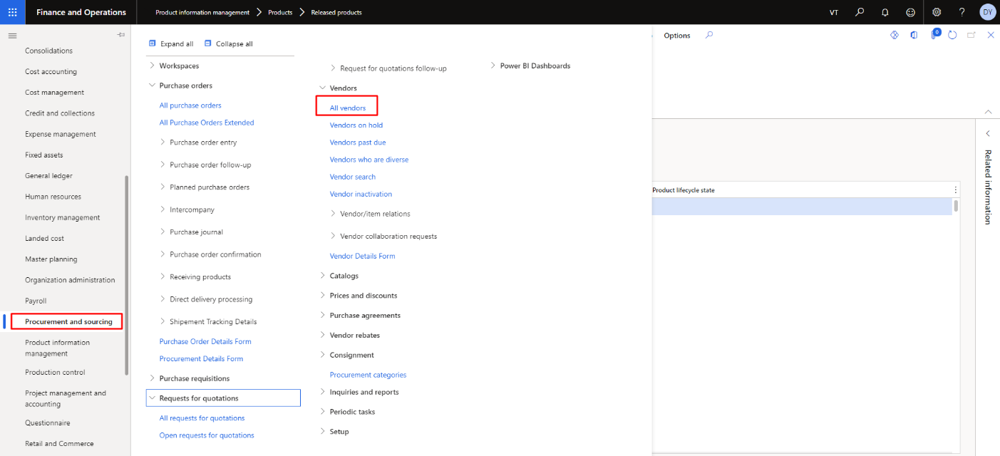 Finance and Operations
Product information management
Products
Released products
VT
?
DY
Consolidations
Cost accounting
Cost management
Credit and collections
Expense management
Fixed assets
General ledger
Human resources
Inventory management
Landed cost
Master planning
Organization administration
Payroll
Procurement and sourcing
Product information
management
Production control
Project management and
accounting
Questionnaire
Retail and Commerce
Expand all
Collapse all
Workspaces
Purchase orders
All purchase orders
All Purchase Orders Extended
Purchase order entry
Purchase order follow-up
Planned purchase orders
Intercompany
Purchase journal
Purchase order confirmation
Receiving products
Direct delivery processing
Shipement Tracking Details
Purchase Order Details Form
Procurement Details Form
Purchase requisitions
Requests for quotations
All requests for quotations
Open requests for quotations
Request for quotations follow-up
Vendors
All vendors
Vendors on hold
Vendors past due
Vendors who are diverse
Vendor search
Vendor inactivation
Vendor/item relations
Vendor collaboration requests
Vendor Details Form
Catalogs
Prices and discounts
Purchase agreements
Vendor rebates
Consignment
Procurement categories
Inquiries and reports
Periodic tasks
Setup
Power BI Dashboards
Options
0
Product lifecycle state
Related information